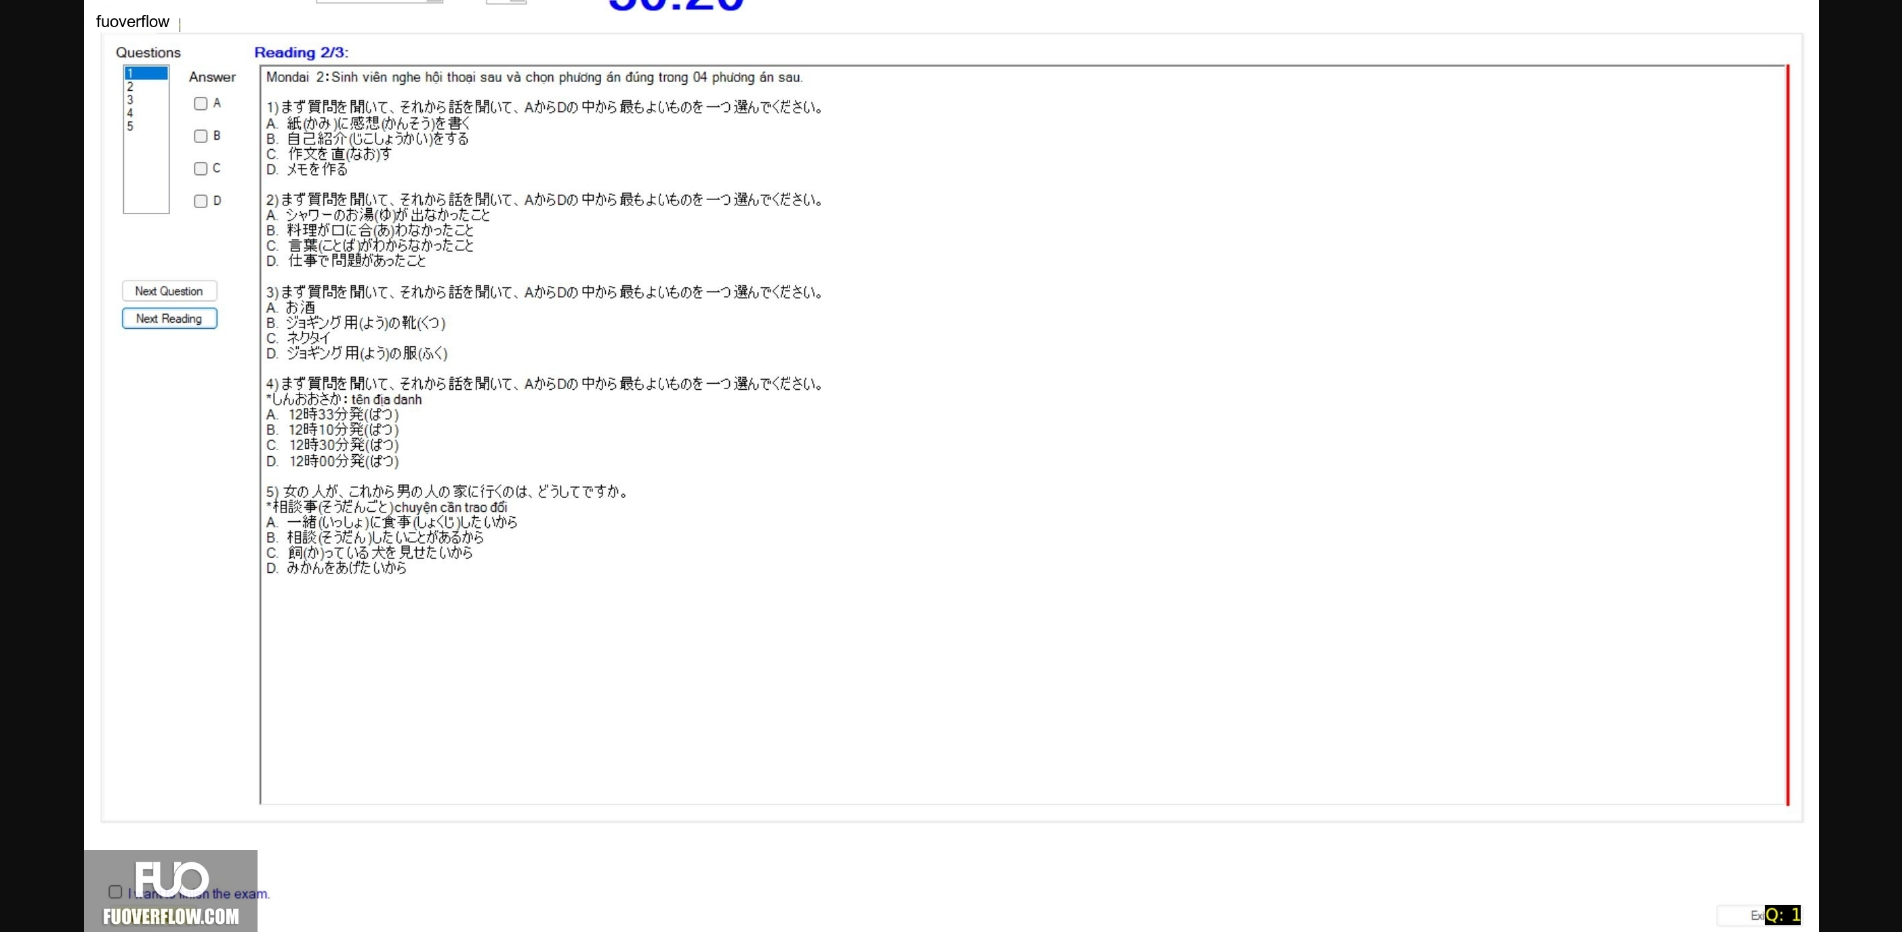 fuoverflow
Questions
Reading 2/3:
1
2
3
4
5
Answer
A
B
C
D
Next Question
Next Reading
Mondai 2:Sinh viên nghe hội thoại sau và chọn phương án đúng trong 04 phương án sau.
1)まず質問を聞いて、それから話を聞いて、AからDの中から最もよいものを一つ選んでください。
A. 紙(かみ)に感想(かんそう)を書く
B. 自己紹介(じこしょうかい)をする
C. 作文を直(なお)す
D. メモを作る
2)まず質問を聞いて、それから話を聞いて、AからDの中から最もよいものを一つ選んでください。
A. シャワーのお湯(ゆ)が出なかったこと
B. 料理が口に合(あ)わなかったこと
C. 言葉(ことば)がわからなかったこと
D. 仕事で問題があったこと
3)まず質問を聞いて、それから話を聞いて、AからDの中から最もよいものを一つ選んでください。
A. お酒
B. ジョギング用(よう)の靴(くつ)
C. ネクタイ
D. ジョギング用(よう)の服(ふく)
4)まず質問を聞いて、それから話を聞いて、AからDの中から最もよいものを一つ選んでください。
*しんおおさか: tên địa danh
A. 12時33分発(ぱつ)
B. 12時10分発(ぱつ)
C. 12時30分発(ぱつ)
D. 12時00分発(ぱつ)
5) 女の人が、これから男の人の家に行くのは、どうしてですか。
*相談事(そうだんごと)chuyện cần trao đổi
A. 一緒(いっしょ)に食事(しょくじ)したいから
B. 相談(そうだん)したいことがあるから
C. 飼(か)っている犬を見せたいから
D. みかんをあげたいから
FUO
I want to finish the exam.
FUOVERFLOW.COM
Q: 1